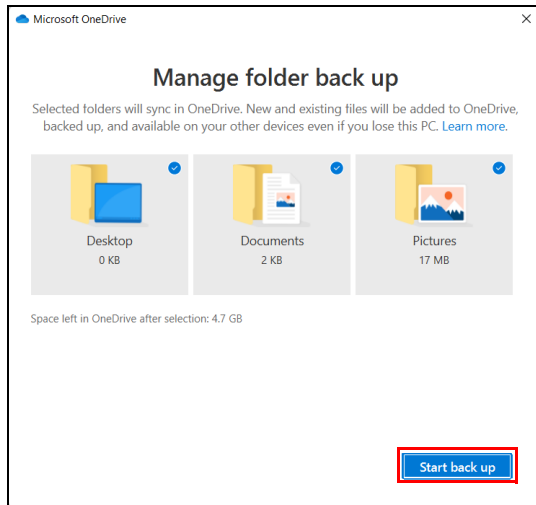 Microsoft OneDrive
Manage folder back up
Selected folders will sync in OneDrive. New and existing files will be added to OneDrive,
backed up, and available on your other devices even if you lose this PC. Learn more.
Desktop
0 KB
Documents
2 KB
Pictures
17 MB
Space left in OneDrive after selection: 4.7 GB
Start back up